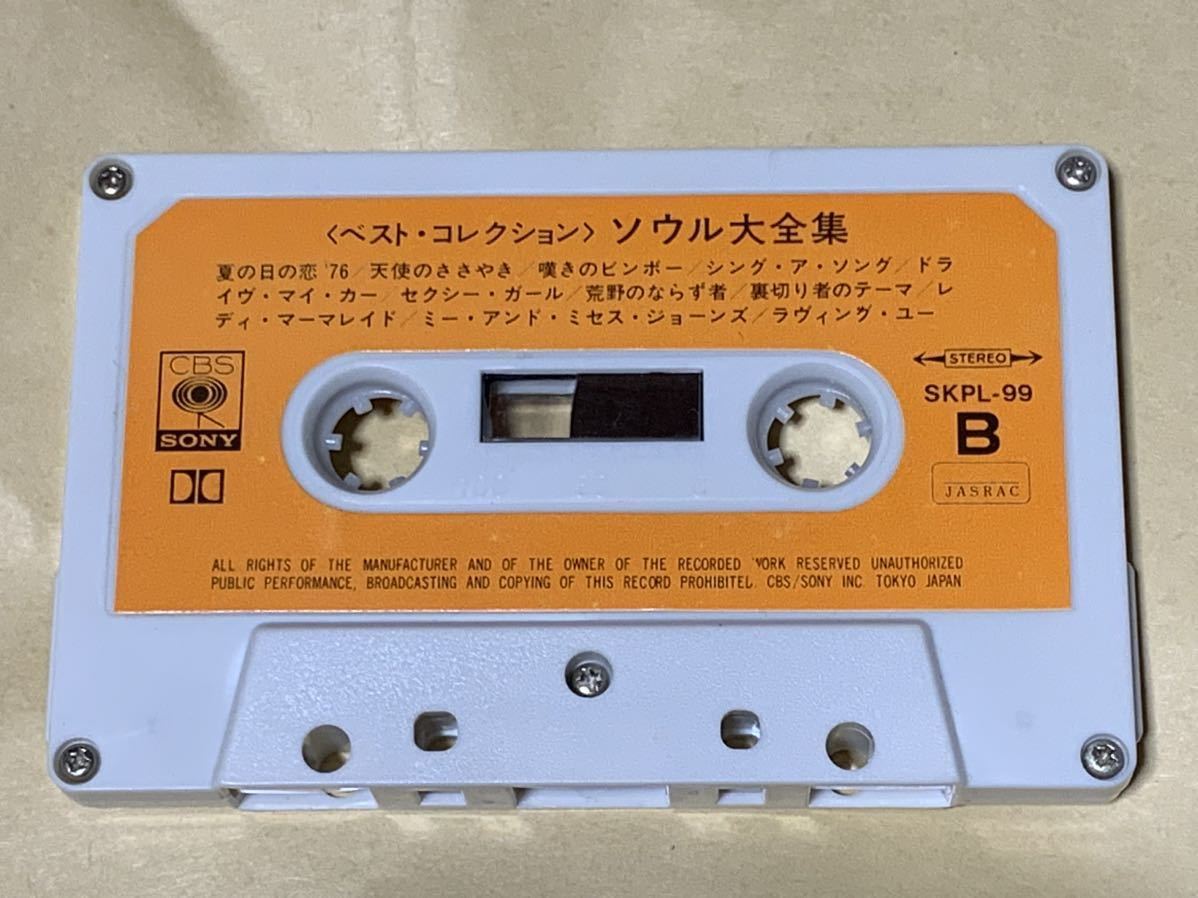 〈ベスト・コレクション〉ソウル大全集
夏の日の恋 '76/天使のささやき/嘆きのビンボー/シング・ア・ソング/ドラ
イヴ・マイ・カー/セクシー・ガール/荒野のならず者/裏切り者のテーマ/レ
ディ・マーマレイド/ミー・アンド・ミセス・ジョーンズ/ラヴィング・ユー
CBS
SONY
STEREO
SKPL-99
B
JASRAC
ALL RIGHTS OF THE MANUFACTURER AND OF THE OWNER OF THE RECORDED WORK RESERVED UNAUTHORIZED
PUBLIC PERFORMANCE, BROADCASTING AND COPYING OF THIS RECORD PROHIBITED. CBS/SONY INC. TOKYO JAPAN